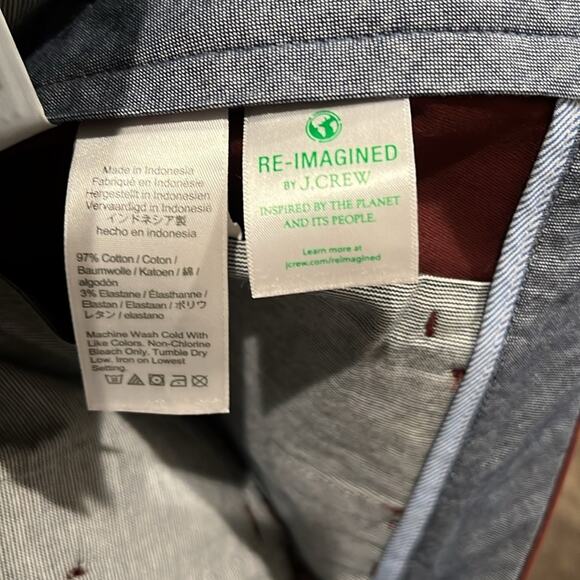 Made in Indonesia
Fabriqué en Indonésie
Hergestellt in Indonesien
Vervaardigd in Indonesië
インドネシア製
hecho en indonesia
97% Cotton / Coton /
Baumwolle / Katoen / 綿 /
algodón
3% Elastane / Élasthanne /
Elastan / Elastaan / ポリウ
レタン / elastano
Machine Wash Cold With
Like Colors. Non-Chlorine
Bleach Only. Tumble Dry
Low. Iron on Lowest
Setting.
RE-IMAGINED
BY J.CREW
INSPIRED BY THE PLANET
AND ITS PEOPLE.
Learn more at
jcrew.com/reimagined